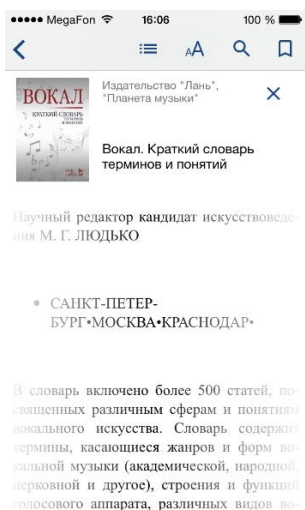 MegaFon 16:06 100 %
AA
Издательство "Лань",
"Планета музыки"
ВОКАЛ
КРАТКИЙ СЛОВАРЬ
ТЕРМИНОВ
И ПОНЯТИЙ
Вокал. Краткий словарь
терминов и понятий
Научный редактор кандидат искусствоведе-
ния М. Г. ЛЮДЬКО
• САНКТ-ПЕТЕР-
БУРГ•МОСКВА•КРАСНОДАР•
В словарь включено более 500 статей, по-
священных различным сферам и понятиям
вокального искусства. Словарь содержит
термины, касающиеся жанров и форм во-
кальной музыки (академической, народной,
церковной и другое), строения и функций
голосового аппарата, различных видов во-